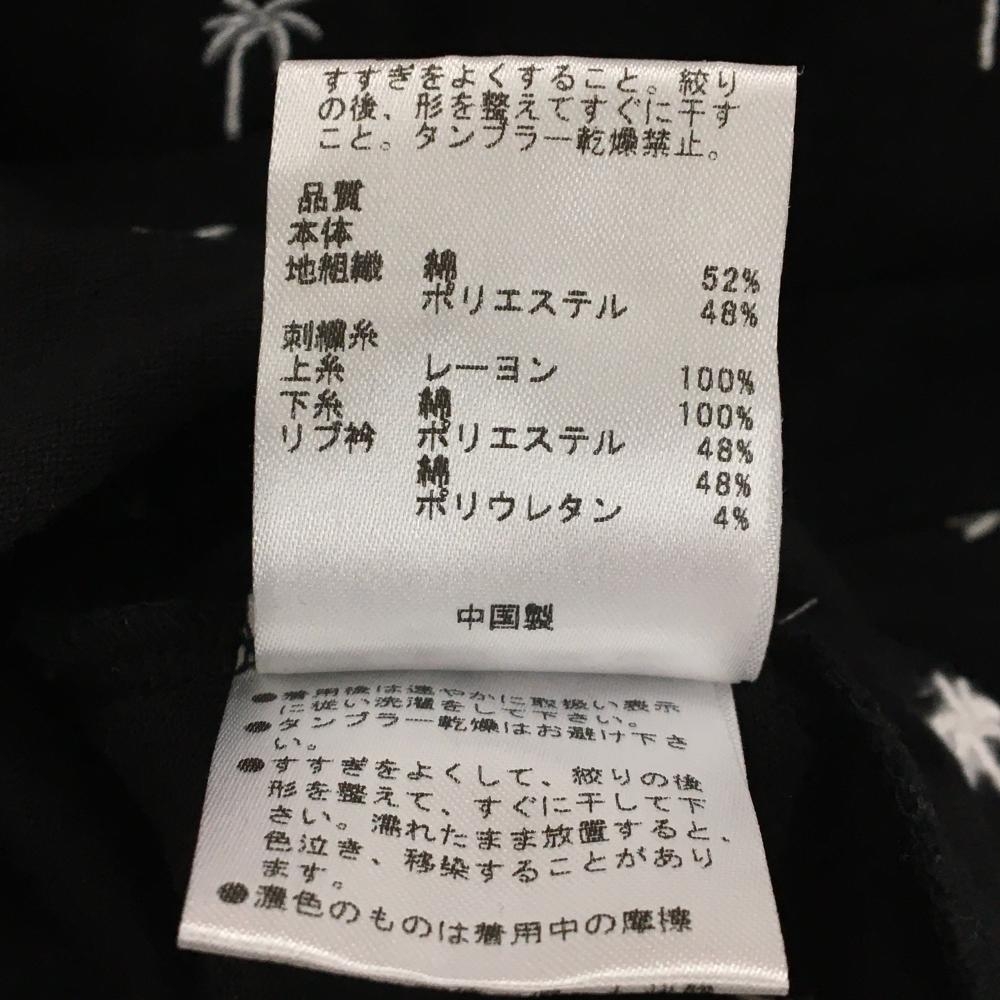 すすぎをよくすること。絞り
の後、形を整えてすぐに干す
こと。タンブラー乾燥禁止。
品質
本体
地組織 綿 52%
ポリエステル 48%
刺繍糸
上糸 レーヨン 100%
下糸 綿 100%
リブ衿 ポリエステル 48%
綿 48%
ポリウレタン 4%
中国製
●着用後は速やかに取扱い表示
に従い洗濯をして下さい。
●タンブラー乾燥はお避け下さ
い。
●すすぎをよくして、絞りの後
形を整えて、すぐに干して下
さい。濡れたまま放置すると、
色泣き、移染することがあり
ます。
●濃色のものは着用中の摩擦